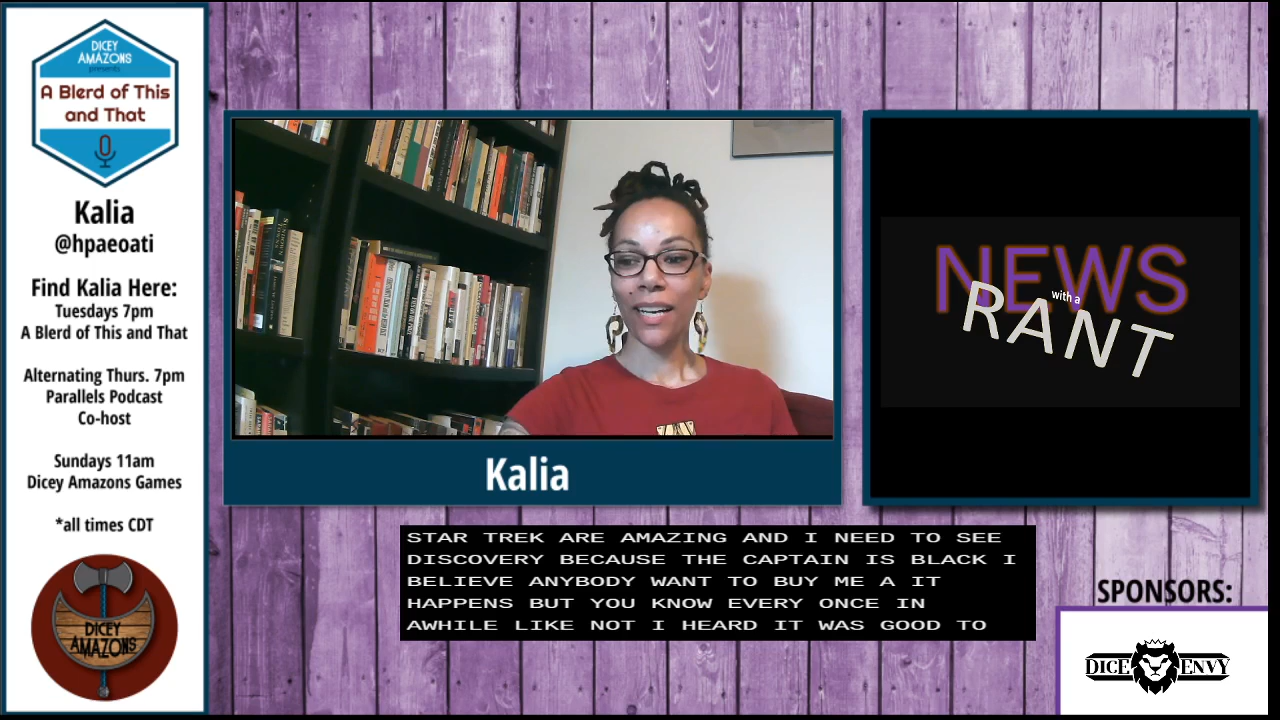 DICEY
AMAZONS
presents
A Blerd of This
and That
Kalia
@hpaeoati
Find Kalia Here:
Tuesdays 7pm
A Blerd of This and That
Alternating Thurs. 7pm
Parallels Podcast
Co-host
Sundays 11am
Dicey Amazons Games
*all times CDT
DICEY
AMAZONS
Kalia
NEWS
with a
RANT
STAR TREK ARE AMAZING AND I NEED TO SEE
DISCOVERY BECAUSE THE CAPTAIN IS BLACK I
BELIEVE ANYBODY WANT TO BUY ME A IT
HAPPENS BUT YOU KNOW EVERY ONCE IN
AWHILE LIKE NOT I HEARD IT WAS GOOD TO
SPONSORS:
DICE ENVY